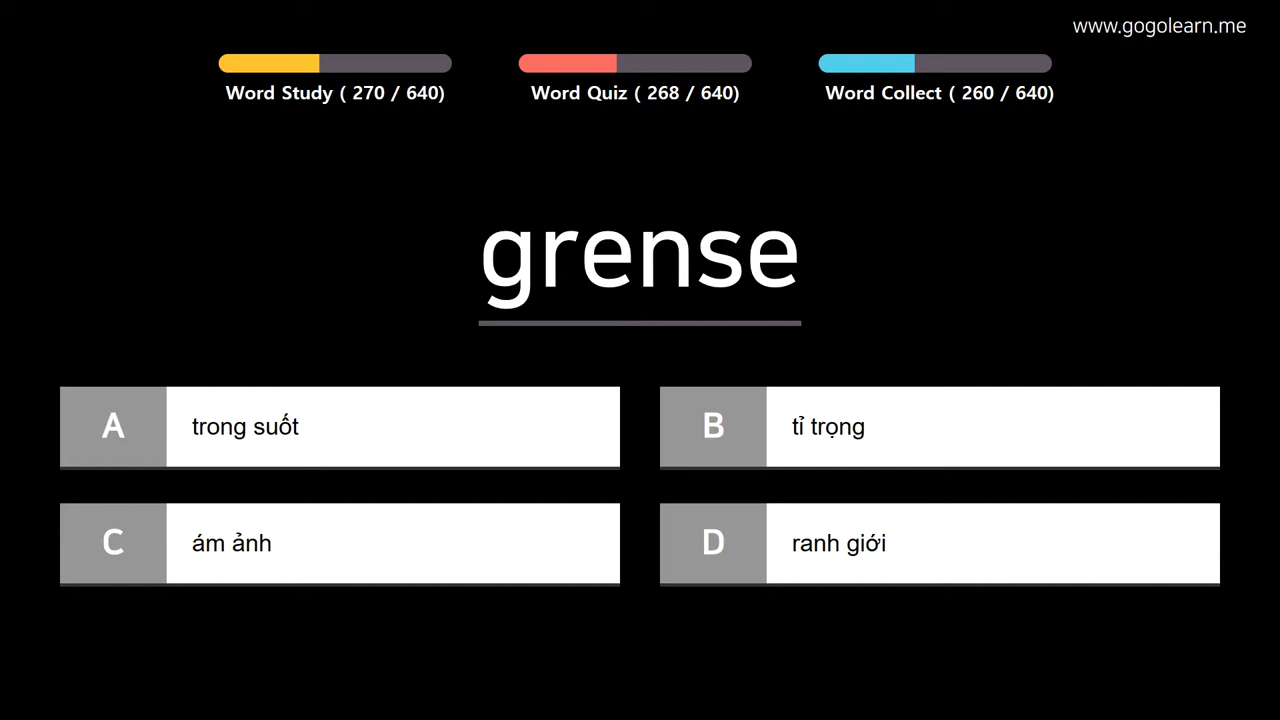 www.gogolearn.me
Word Study ( 270 / 640)
Word Quiz ( 268 / 640)
Word Collect ( 260 / 640)
grense
A
trong suốt
B
tỉ trọng
C
ám ảnh
D
ranh giới